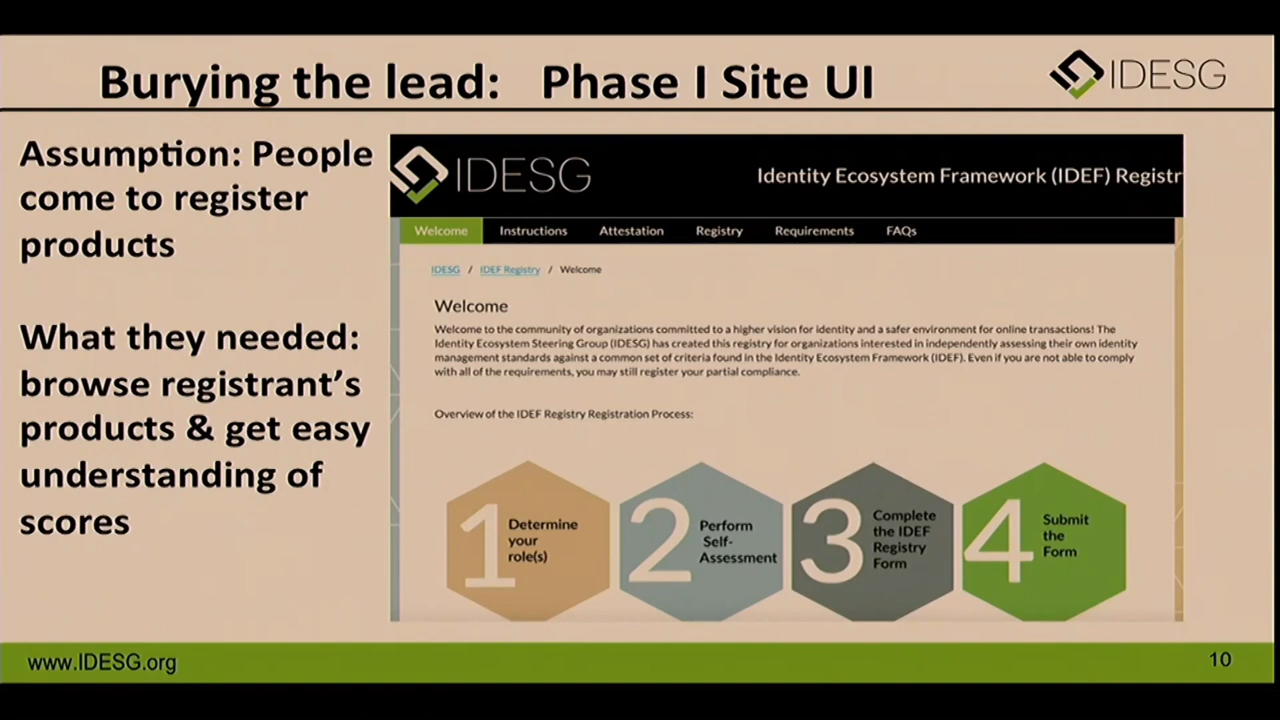 Burying the lead: Phase I Site UI
IDESG
Assumption: People
come to register
products
What they needed:
browse registrant's
products & get easy
understanding of
scores
IDESG
Identity Ecosystem Framework (IDEF) Registr
Welcome Instructions Attestation Registry Requirements FAQs
IDESG / IDEF Registry / Welcome
Welcome
Welcome to the community of organizations committed to a higher vision for identity and a safer environment for online transactions! The
Identity Ecosystem Steering Group (IDESG) has created this registry for organizations interested in independently assessing their own identity
management standards against a common set of criteria found in the Identity Ecosystem Framework (IDEF). Even if you are not able to comply
with all of the requirements, you may still register your partial compliance.
Overview of the IDEF Registry Registration Process:
1
Determine
your
role(s)
2
Perform
Self-
Assessment
3
Complete
the IDEF
Registry
Form
4
Submit
the
Form
www.IDESG.org
10